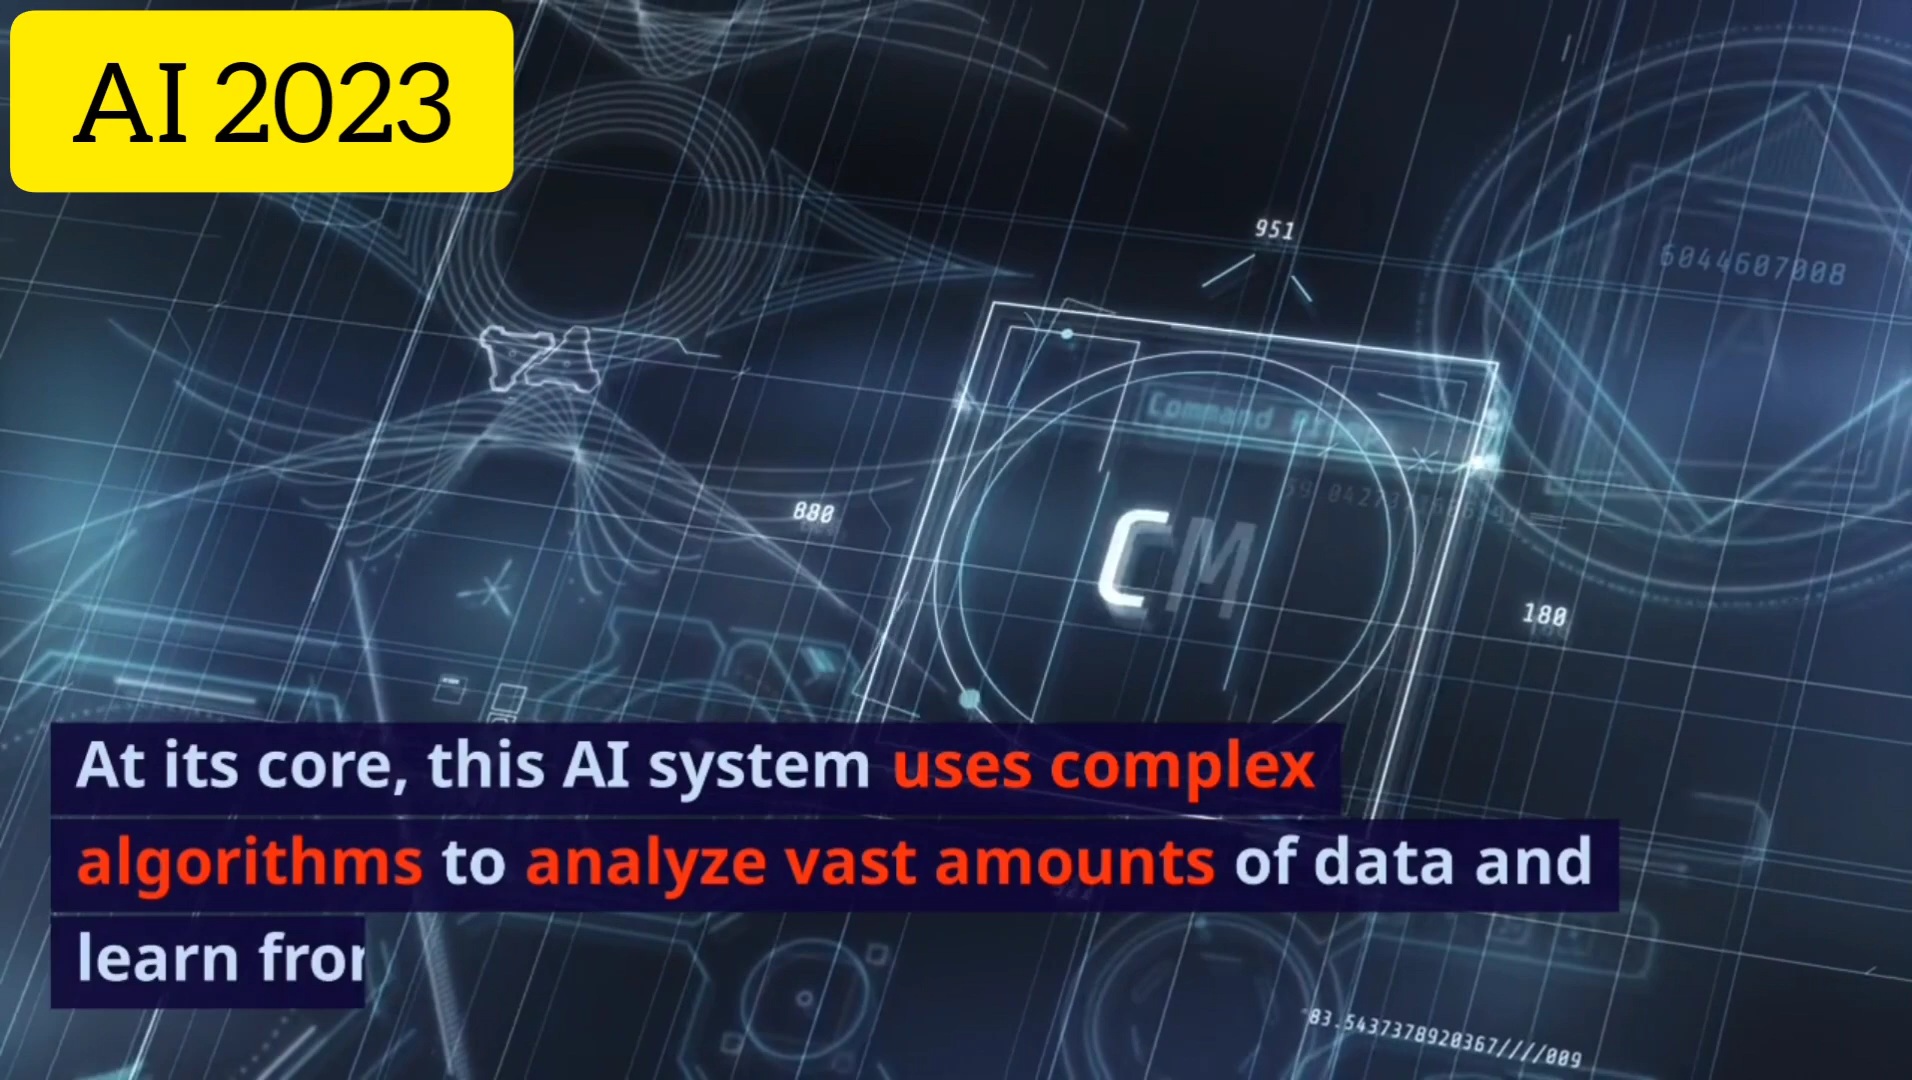 AI 2023
951
6044607008
Command
CM
880
180
At its core, this AI system uses complex
algorithms to analyze vast amounts of data and
learn fror
83.5437378920367////009